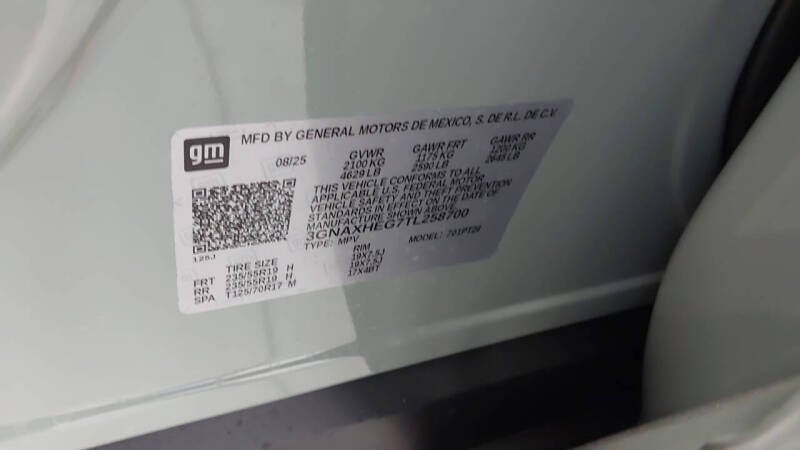 gm
MFD BY GENERAL MOTORS DE MEXICO, S. DE R.L. DE C.V.
08/25 GVWR GAWR FRT GAWR RR
2100 KG 1175 KG 1200 KG
4629 LB 2590 LB 2645 LB
THIS VEHICLE CONFORMS TO ALL
APPLICABLE U.S. FEDERAL MOTOR
VEHICLE SAFETY AND THEFT PREVENTION
STANDARDS IN EFFECT ON THE DATE OF
MANUFACTURE SHOWN ABOVE.
3GNAXHEG7TL258700
TYPE: MPV MODEL: 701PT26
125J
TIRE SIZE RIM
FRT 235/55R19 H 19X7.5J
RR 235/55R19 H 19X7.5J
SPA T125/70R17 M 17X4BT